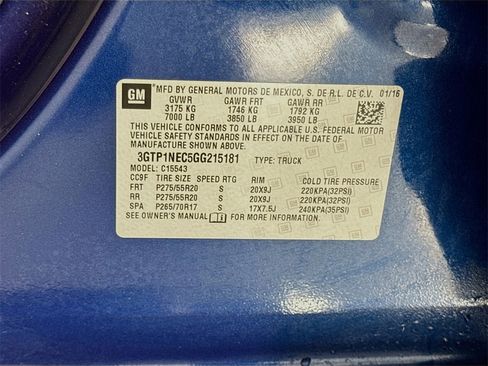 GM
MFD BY GENERAL MOTORS DE MEXICO, S. DE R.L. DE C.V. 01/16
GVWR GAWR FRT GAWR RR
3175 KG 1746 KG 1792 KG
7000 LB 3850 LB 3950 LB
THIS VEHICLE CONFORMS TO ALL APPLICABLE U.S. FEDERAL MOTOR
VEHICLE SAFETY STANDARDS IN EFFECT ON THE DATE OF
MANUFACTURE SHOWN ABOVE.
3GTP1NEC5GG215181 TYPE: TRUCK
MODEL: C15543
CC9F TIRE SIZE SPEED RTG RIM COLD TIRE PRESSURE
FRT P275/55R20 S 20X9J 220KPA(32PSI)
RR P275/55R20 S 20X9J 220KPA(32PSI)
SPA P265/70R17 S 17X7.5J 240KPA(35PSI)
SEE OWNER'S MANUAL FOR MORE INFORMATION.